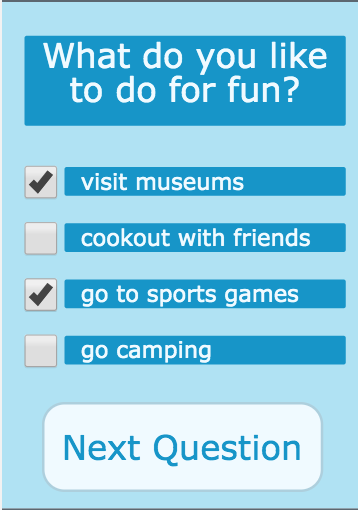 What do you like
to do for fun?
visit museums
cookout with friends
go to sports games
go camping
Next Question